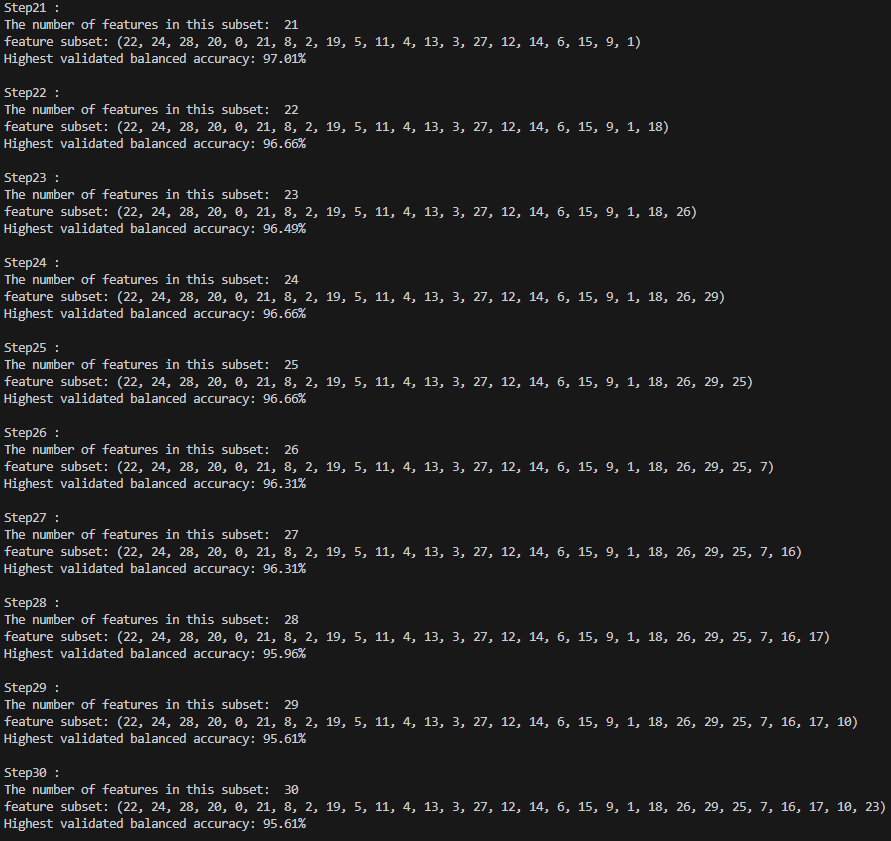 Step21 :
The number of features in this subset:  21
feature subset: (22, 24, 28, 20, 0, 21, 8, 2, 19, 5, 11, 4, 13, 3, 27, 12, 14, 6, 15, 9, 1)
Highest validated balanced accuracy: 97.01%

Step22 :
The number of features in this subset:  22
feature subset: (22, 24, 28, 20, 0, 21, 8, 2, 19, 5, 11, 4, 13, 3, 27, 12, 14, 6, 15, 9, 1, 18)
Highest validated balanced accuracy: 96.66%

Step23 :
The number of features in this subset:  23
feature subset: (22, 24, 28, 20, 0, 21, 8, 2, 19, 5, 11, 4, 13, 3, 27, 12, 14, 6, 15, 9, 1, 18, 26)
Highest validated balanced accuracy: 96.49%

Step24 :
The number of features in this subset:  24
feature subset: (22, 24, 28, 20, 0, 21, 8, 2, 19, 5, 11, 4, 13, 3, 27, 12, 14, 6, 15, 9, 1, 18, 26, 29)
Highest validated balanced accuracy: 96.66%

Step25 :
The number of features in this subset:  25
feature subset: (22, 24, 28, 20, 0, 21, 8, 2, 19, 5, 11, 4, 13, 3, 27, 12, 14, 6, 15, 9, 1, 18, 26, 29, 25)
Highest validated balanced accuracy: 96.66%

Step26 :
The number of features in this subset:  26
feature subset: (22, 24, 28, 20, 0, 21, 8, 2, 19, 5, 11, 4, 13, 3, 27, 12, 14, 6, 15, 9, 1, 18, 26, 29, 25, 7)
Highest validated balanced accuracy: 96.31%

Step27 :
The number of features in this subset:  27
feature subset: (22, 24, 28, 20, 0, 21, 8, 2, 19, 5, 11, 4, 13, 3, 27, 12, 14, 6, 15, 9, 1, 18, 26, 29, 25, 7, 16)
Highest validated balanced accuracy: 96.31%

Step28 :
The number of features in this subset:  28
feature subset: (22, 24, 28, 20, 0, 21, 8, 2, 19, 5, 11, 4, 13, 3, 27, 12, 14, 6, 15, 9, 1, 18, 26, 29, 25, 7, 16, 17)
Highest validated balanced accuracy: 95.96%

Step29 :
The number of features in this subset:  29
feature subset: (22, 24, 28, 20, 0, 21, 8, 2, 19, 5, 11, 4, 13, 3, 27, 12, 14, 6, 15, 9, 1, 18, 26, 29, 25, 7, 16, 17, 10)
Highest validated balanced accuracy: 95.61%

Step30 :
The number of features in this subset:  30
feature subset: (22, 24, 28, 20, 0, 21, 8, 2, 19, 5, 11, 4, 13, 3, 27, 12, 14, 6, 15, 9, 1, 18, 26, 29, 25, 7, 16, 17, 10, 23)
Highest validated balanced accuracy: 95.61%